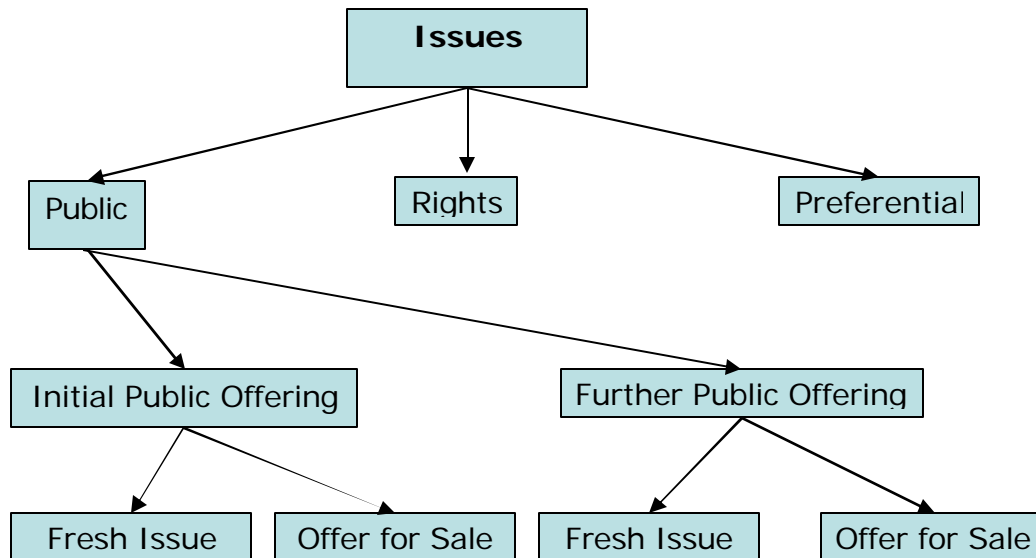 Issues
Public
Rights
Preferential
Initial Public Offering
Further Public Offering
Fresh Issue
Offer for Sale
Fresh Issue
Offer for Sale